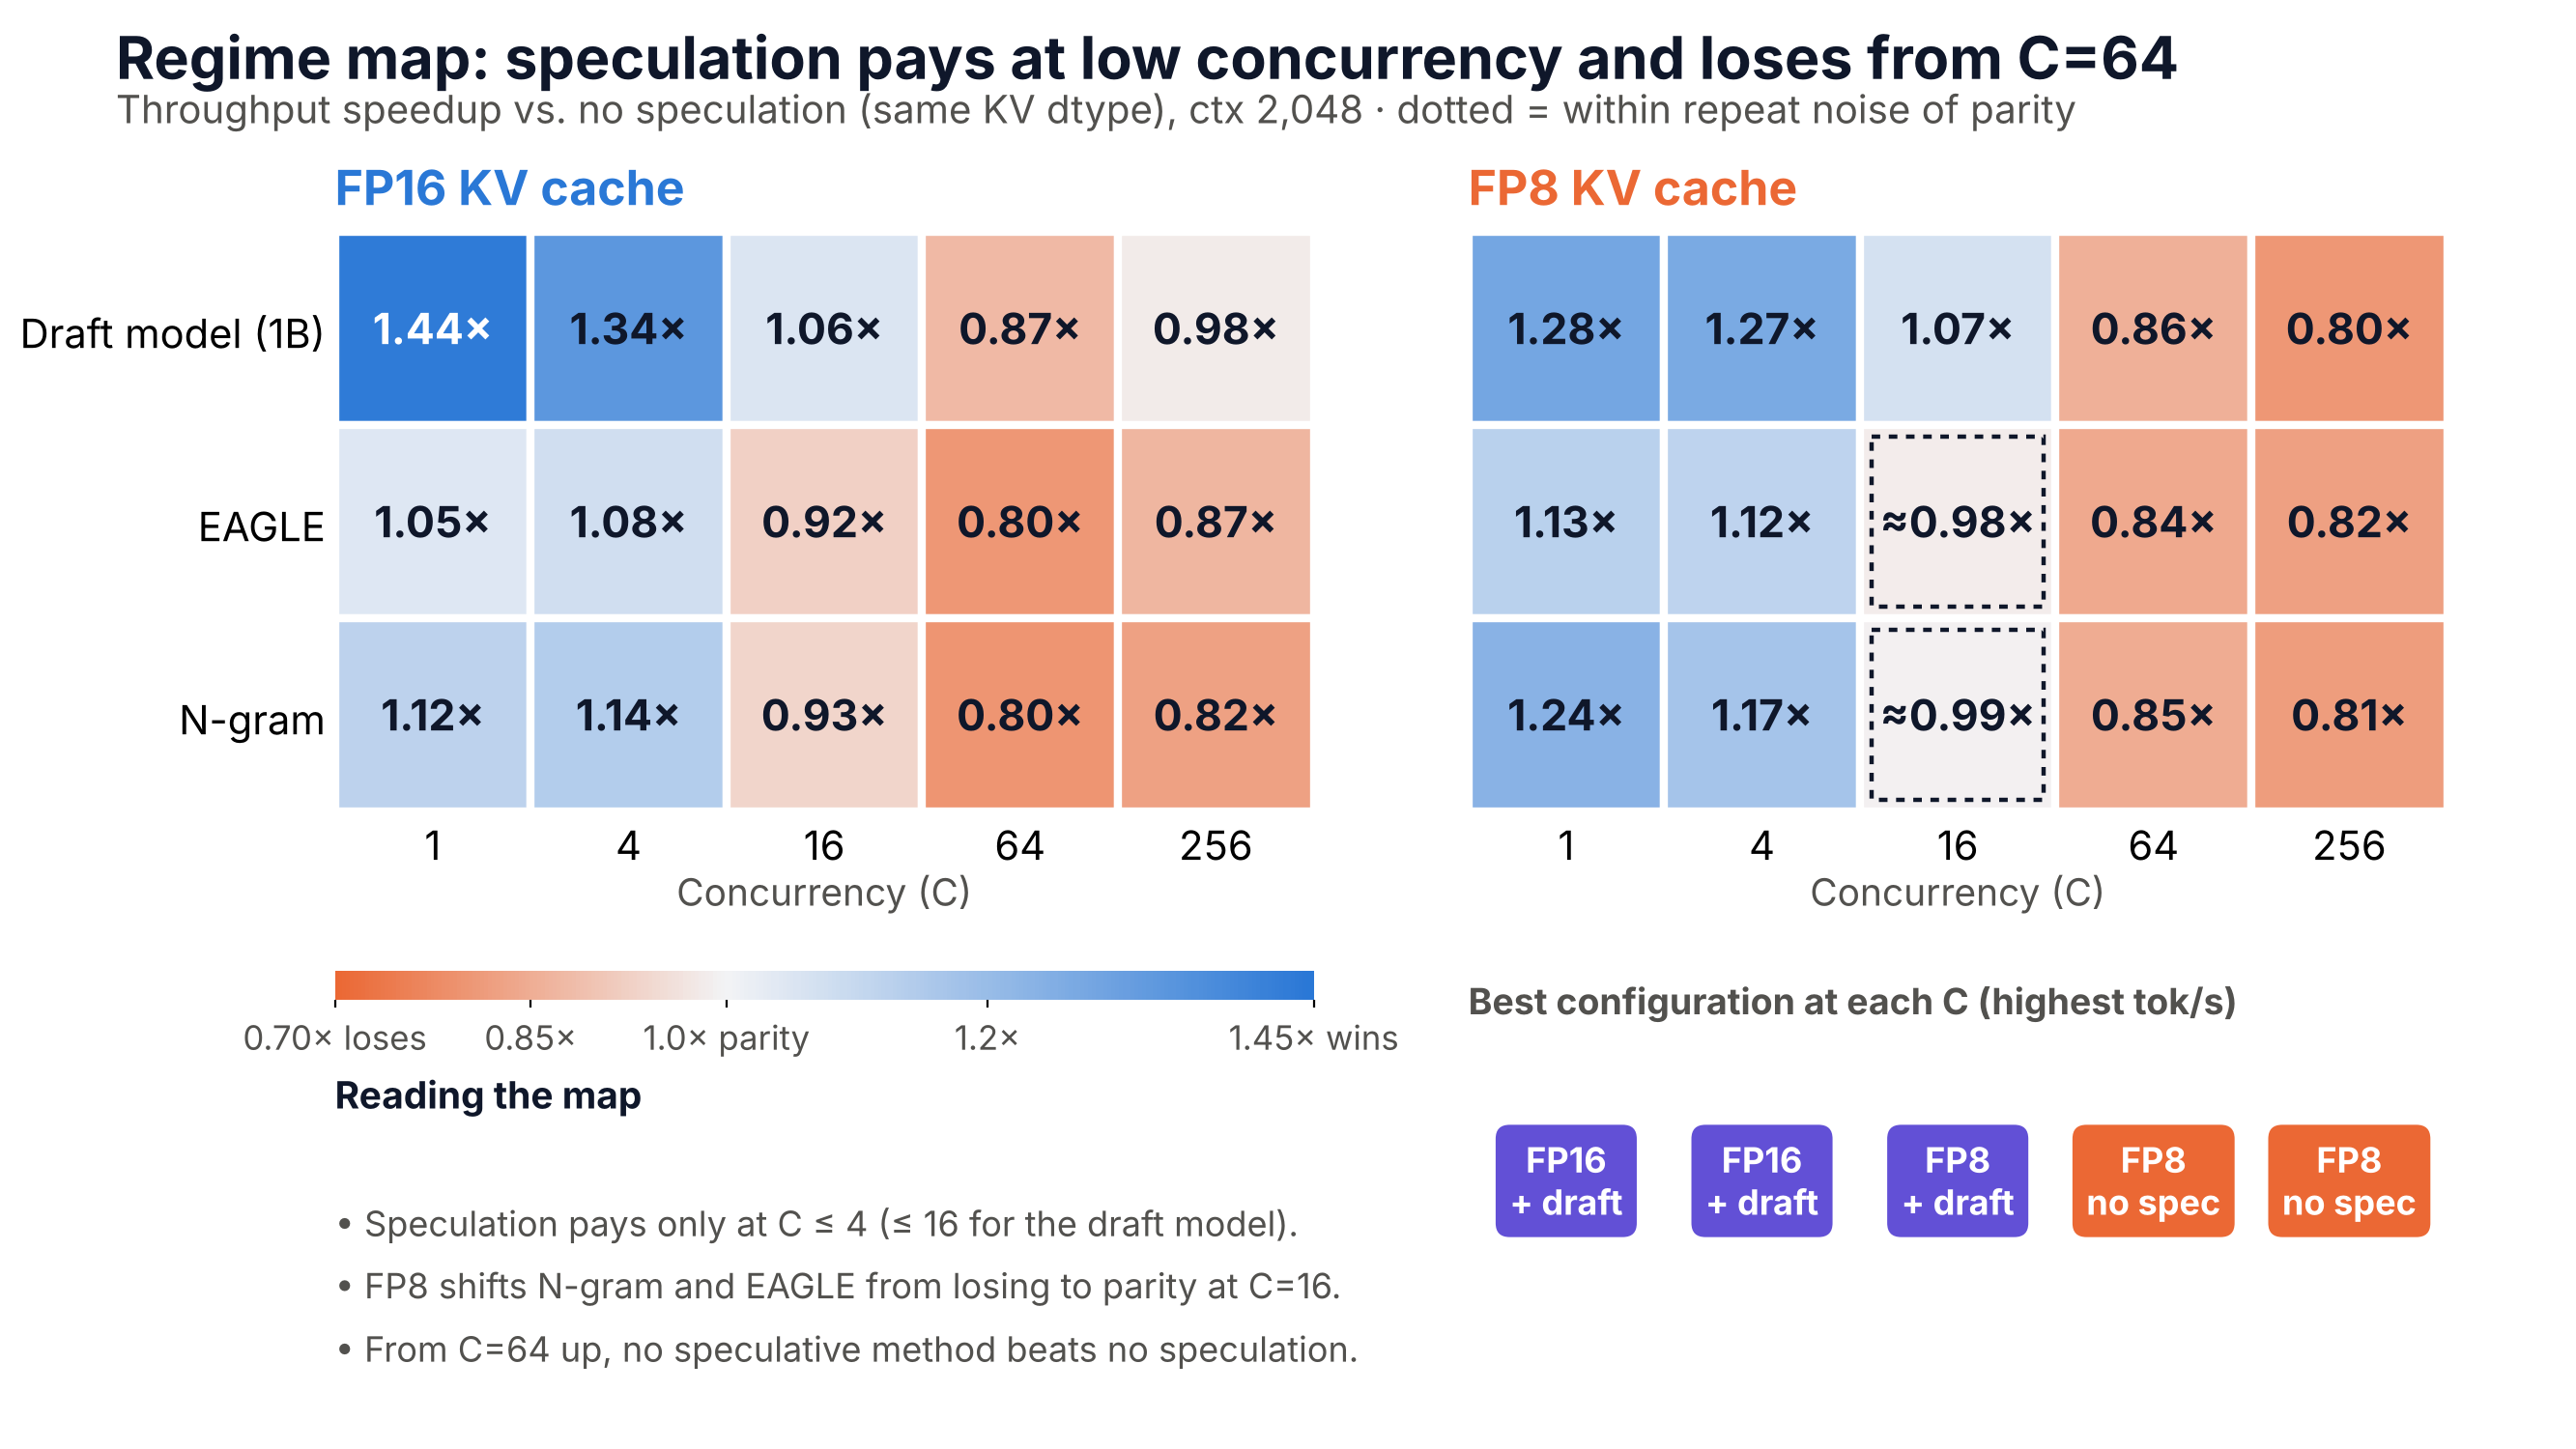 Regime map: speculation pays at low concurrency and loses from C=64
Throughput speedup vs. no speculation (same KV dtype), ctx 2,048 · dotted = within repeat noise of parity
FP16 KV cache
Draft model (1B) 1.44× 1.34× 1.06× 0.87× 0.98×
EAGLE 1.05× 1.08× 0.92× 0.80× 0.87×
N-gram 1.12× 1.14× 0.93× 0.80× 0.82×
1 4 16 64 256
Concurrency (C)
FP8 KV cache
1.28× 1.27× 1.07× 0.86× 0.80×
1.13× 1.12× ≈0.98× 0.84× 0.82×
1.24× 1.17× ≈0.99× 0.85× 0.81×
1 4 16 64 256
Concurrency (C)
0.70× loses 0.85× 1.0× parity 1.2× 1.45× wins
Reading the map
• Speculation pays only at C ≤ 4 (≤ 16 for the draft model).
• FP8 shifts N-gram and EAGLE from losing to parity at C=16.
• From C=64 up, no speculative method beats no speculation.
Best configuration at each C (highest tok/s)
FP16 FP16 FP8 FP8 FP8
+ draft + draft + draft no spec no spec